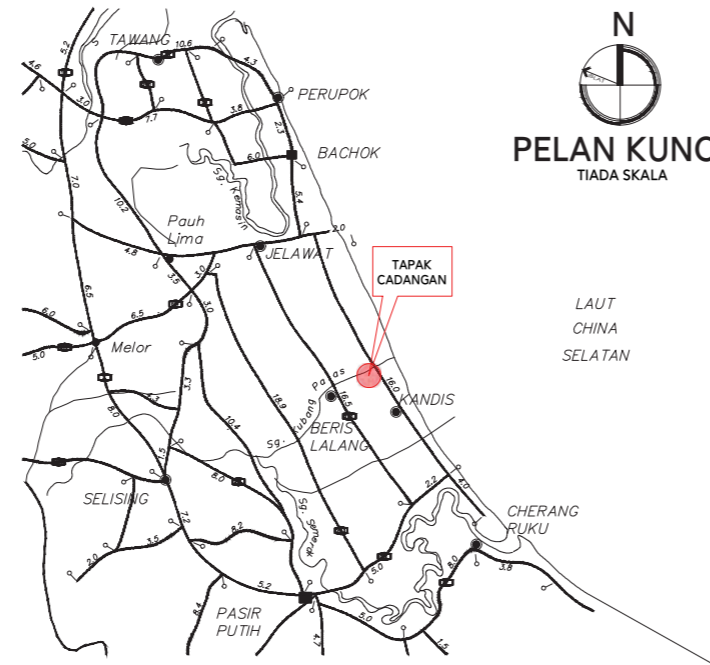 N
PELAN KUNC
TIADA SKALA
TAWANG
10.6
5.2
4.3
4.6
3.0
7.7
3.8
PERUPOK
2.3
5.0
6.0
BACHOK
7.0
10.2
Sg. Kemasin
5.4
Pauh
Lima
2.0
4.8
JELAWAT
3.5
3.0
TAPAK
CADANGAN
6.5
6.0
6.5
3.0
5.0
Melor
LAUT
CHINA
SELATAN
3.3
3.3
8.0
10.4
18.9
16.5
16.0
Sg. Kubang Panas
KANDIS
BERIS
LALANG
1.5
8.0
SELISING
Sg. Semerak
2.2
4.0
CHERANG
RUKU
7.2
8.2
3.5
2.0
5.2
5.0
8.0
3.8
8.4
PASIR
PUTIH
4.7
5.0
1.5